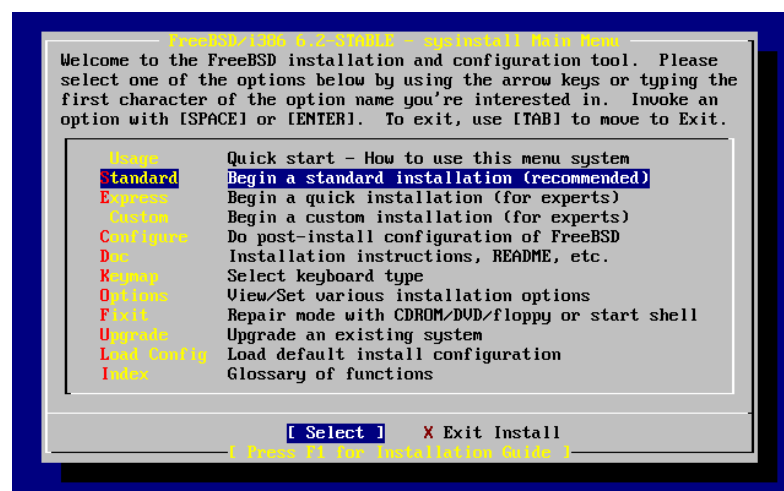 FreeBSD/i386 6.2-STABLE - sysinstall Main Menu
Welcome to the FreeBSD installation and configuration tool.  Please
select one of the options below by using the arrow keys or typing the
first character of the option name you're interested in.  Invoke an
option with [SPACE] or [ENTER].  To exit, use [TAB] to move to Exit.
Usage Quick start - How to use this menu system
Standard Begin a standard installation (recommended)
Express Begin a quick installation (for experts)
Custom Begin a custom installation (for experts)
Configure Do post-install configuration of FreeBSD
Doc Installation instructions, README, etc.
Keymap Select keyboard type
Options View/Set various installation options
Fixit Repair mode with CDROM/DVD/floppy or start shell
Upgrade Upgrade an existing system
Load Config Load default install configuration
Index Glossary of functions
[ Select ] X Exit Install
[ Press F1 for Installation Guide ]